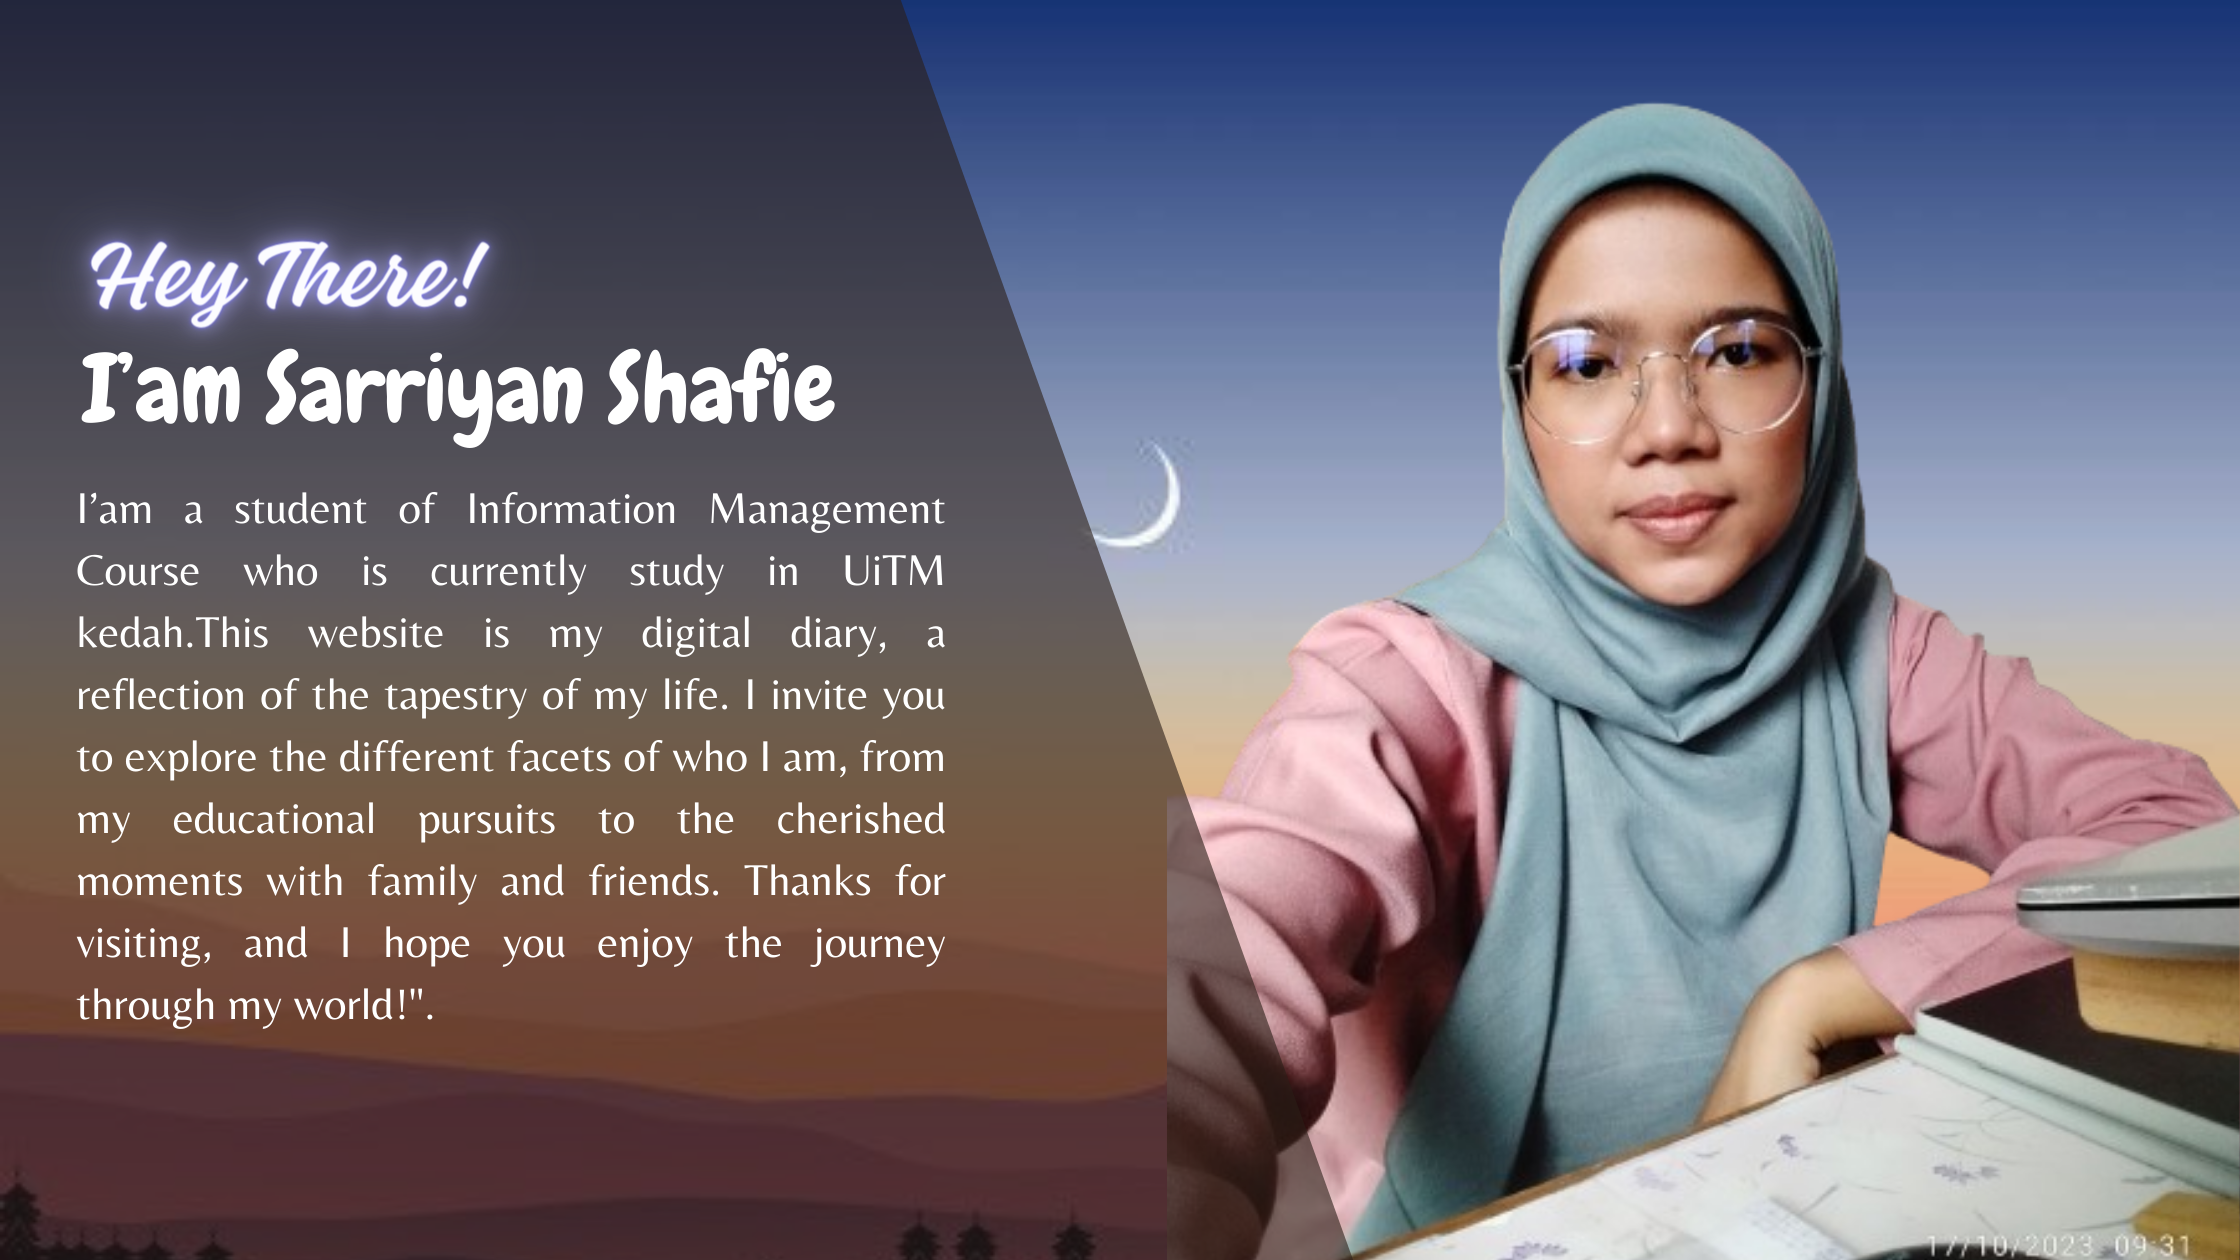 Hey There!
I’am Sarriyan Shafie
I’am a student of Information Management
Course who is currently study in UiTM
kedah.This website is my digital diary, a
reflection of the tapestry of my life. I invite you
to explore the different facets of who I am, from
my educational pursuits to the cherished
moments with family and friends. Thanks for
visiting, and I hope you enjoy the journey
through my world!".
17/10/2023 09:31